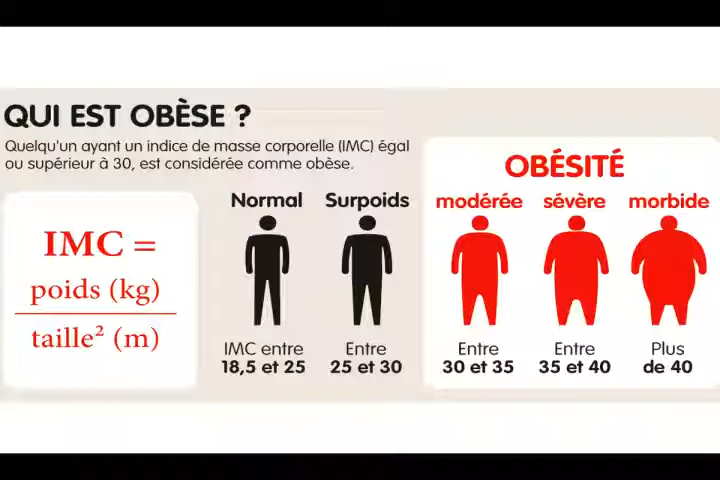 QUI EST OBÈSE ?
Quelqu'un ayant un indice de masse corporelle (IMC) égal
ou supérieur à 30, est considérée comme obèse.
IMC =
poids (kg)
taille² (m)
Normal
IMC entre
18,5 et 25
Surpoids
Entre
25 et 30
OBÉSITÉ
modérée
Entre
30 et 35
sévère
Entre
35 et 40
morbide
Plus
de 40